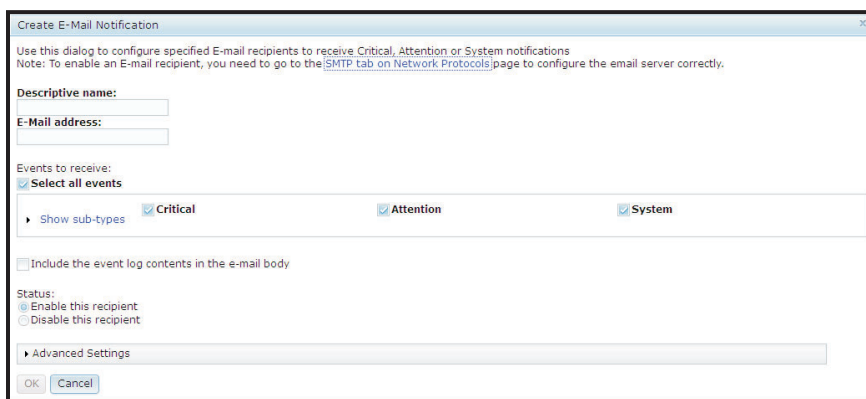 Create E-Mail Notification
x
Use this dialog to configure specified E-mail recipients to receive Critical, Attention or System notifications
Note: To enable an E-mail recipient, you need to go to the SMTP tab on Network Protocols page to configure the email server correctly.
Descriptive name:
E-Mail address:
Events to receive:
Select all events
Show sub-types Critical Attention System
Include the event log contents in the e-mail body
Status:
Enable this recipient
Disable this recipient
Advanced Settings
OK Cancel